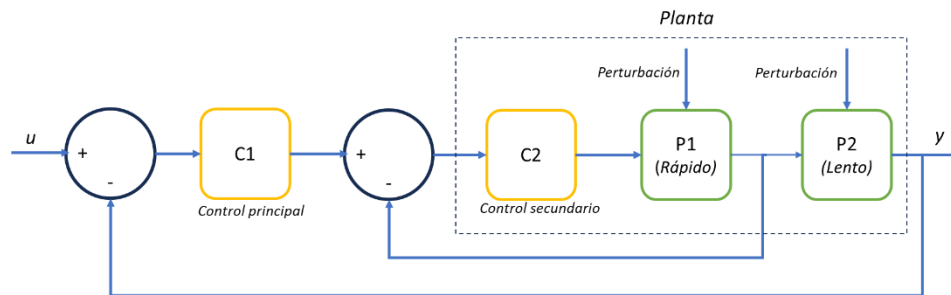 Planta
Perturbación
Perturbación
u
+
-
C1
Control principal
+
-
C2
Control secundario
P1
(Rápido)
P2
(Lento)
y